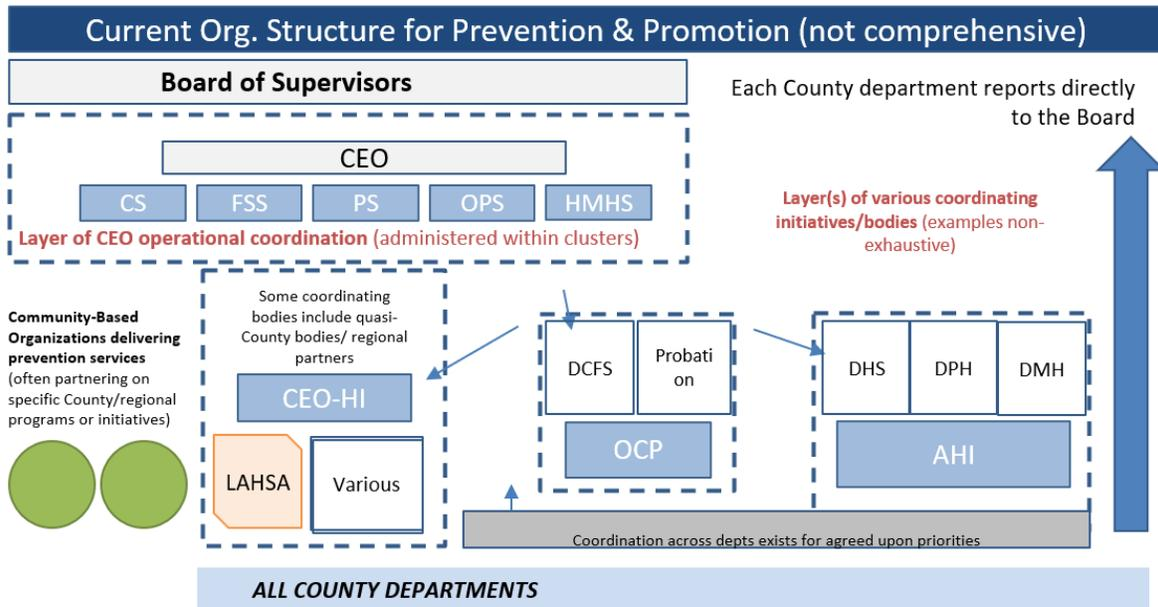 Current Org. Structure for Prevention & Promotion (not comprehensive)
Board of Supervisors
Each County department reports directly
to the Board
CEO
CS
FSS
PS
OPS
HMHS
Layer of CEO operational coordination (administered within clusters)
Layer(s) of various coordinating
initiatives/bodies (examples non-
exhaustive)
Community-Based
Organizations delivering
prevention services
(often partnering on
specific County/regional
programs or initiatives)
Some coordinating
bodies include quasi-
County bodies/ regional
partners
CEO-HI
LAHSA
Various
DCFS
Probati
on
OCP
DHS
DPH
DMH
AHI
Coordination across depts exists for agreed upon priorities
ALL COUNTY DEPARTMENTS